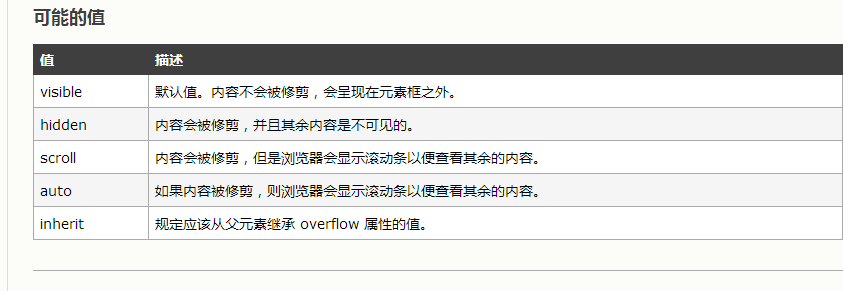 可能的值
值 描述
visible 默认值。内容不会被修剪，会呈现在元素框之外。
hidden 内容会被修剪，并且其余内容是不可见的。
scroll 内容会被修剪，但是浏览器会显示滚动条以便查看其余的内容。
auto 如果内容被修剪，则浏览器会显示滚动条以便查看其余的内容。
inherit 规定应该从父元素继承 overflow 属性的值。